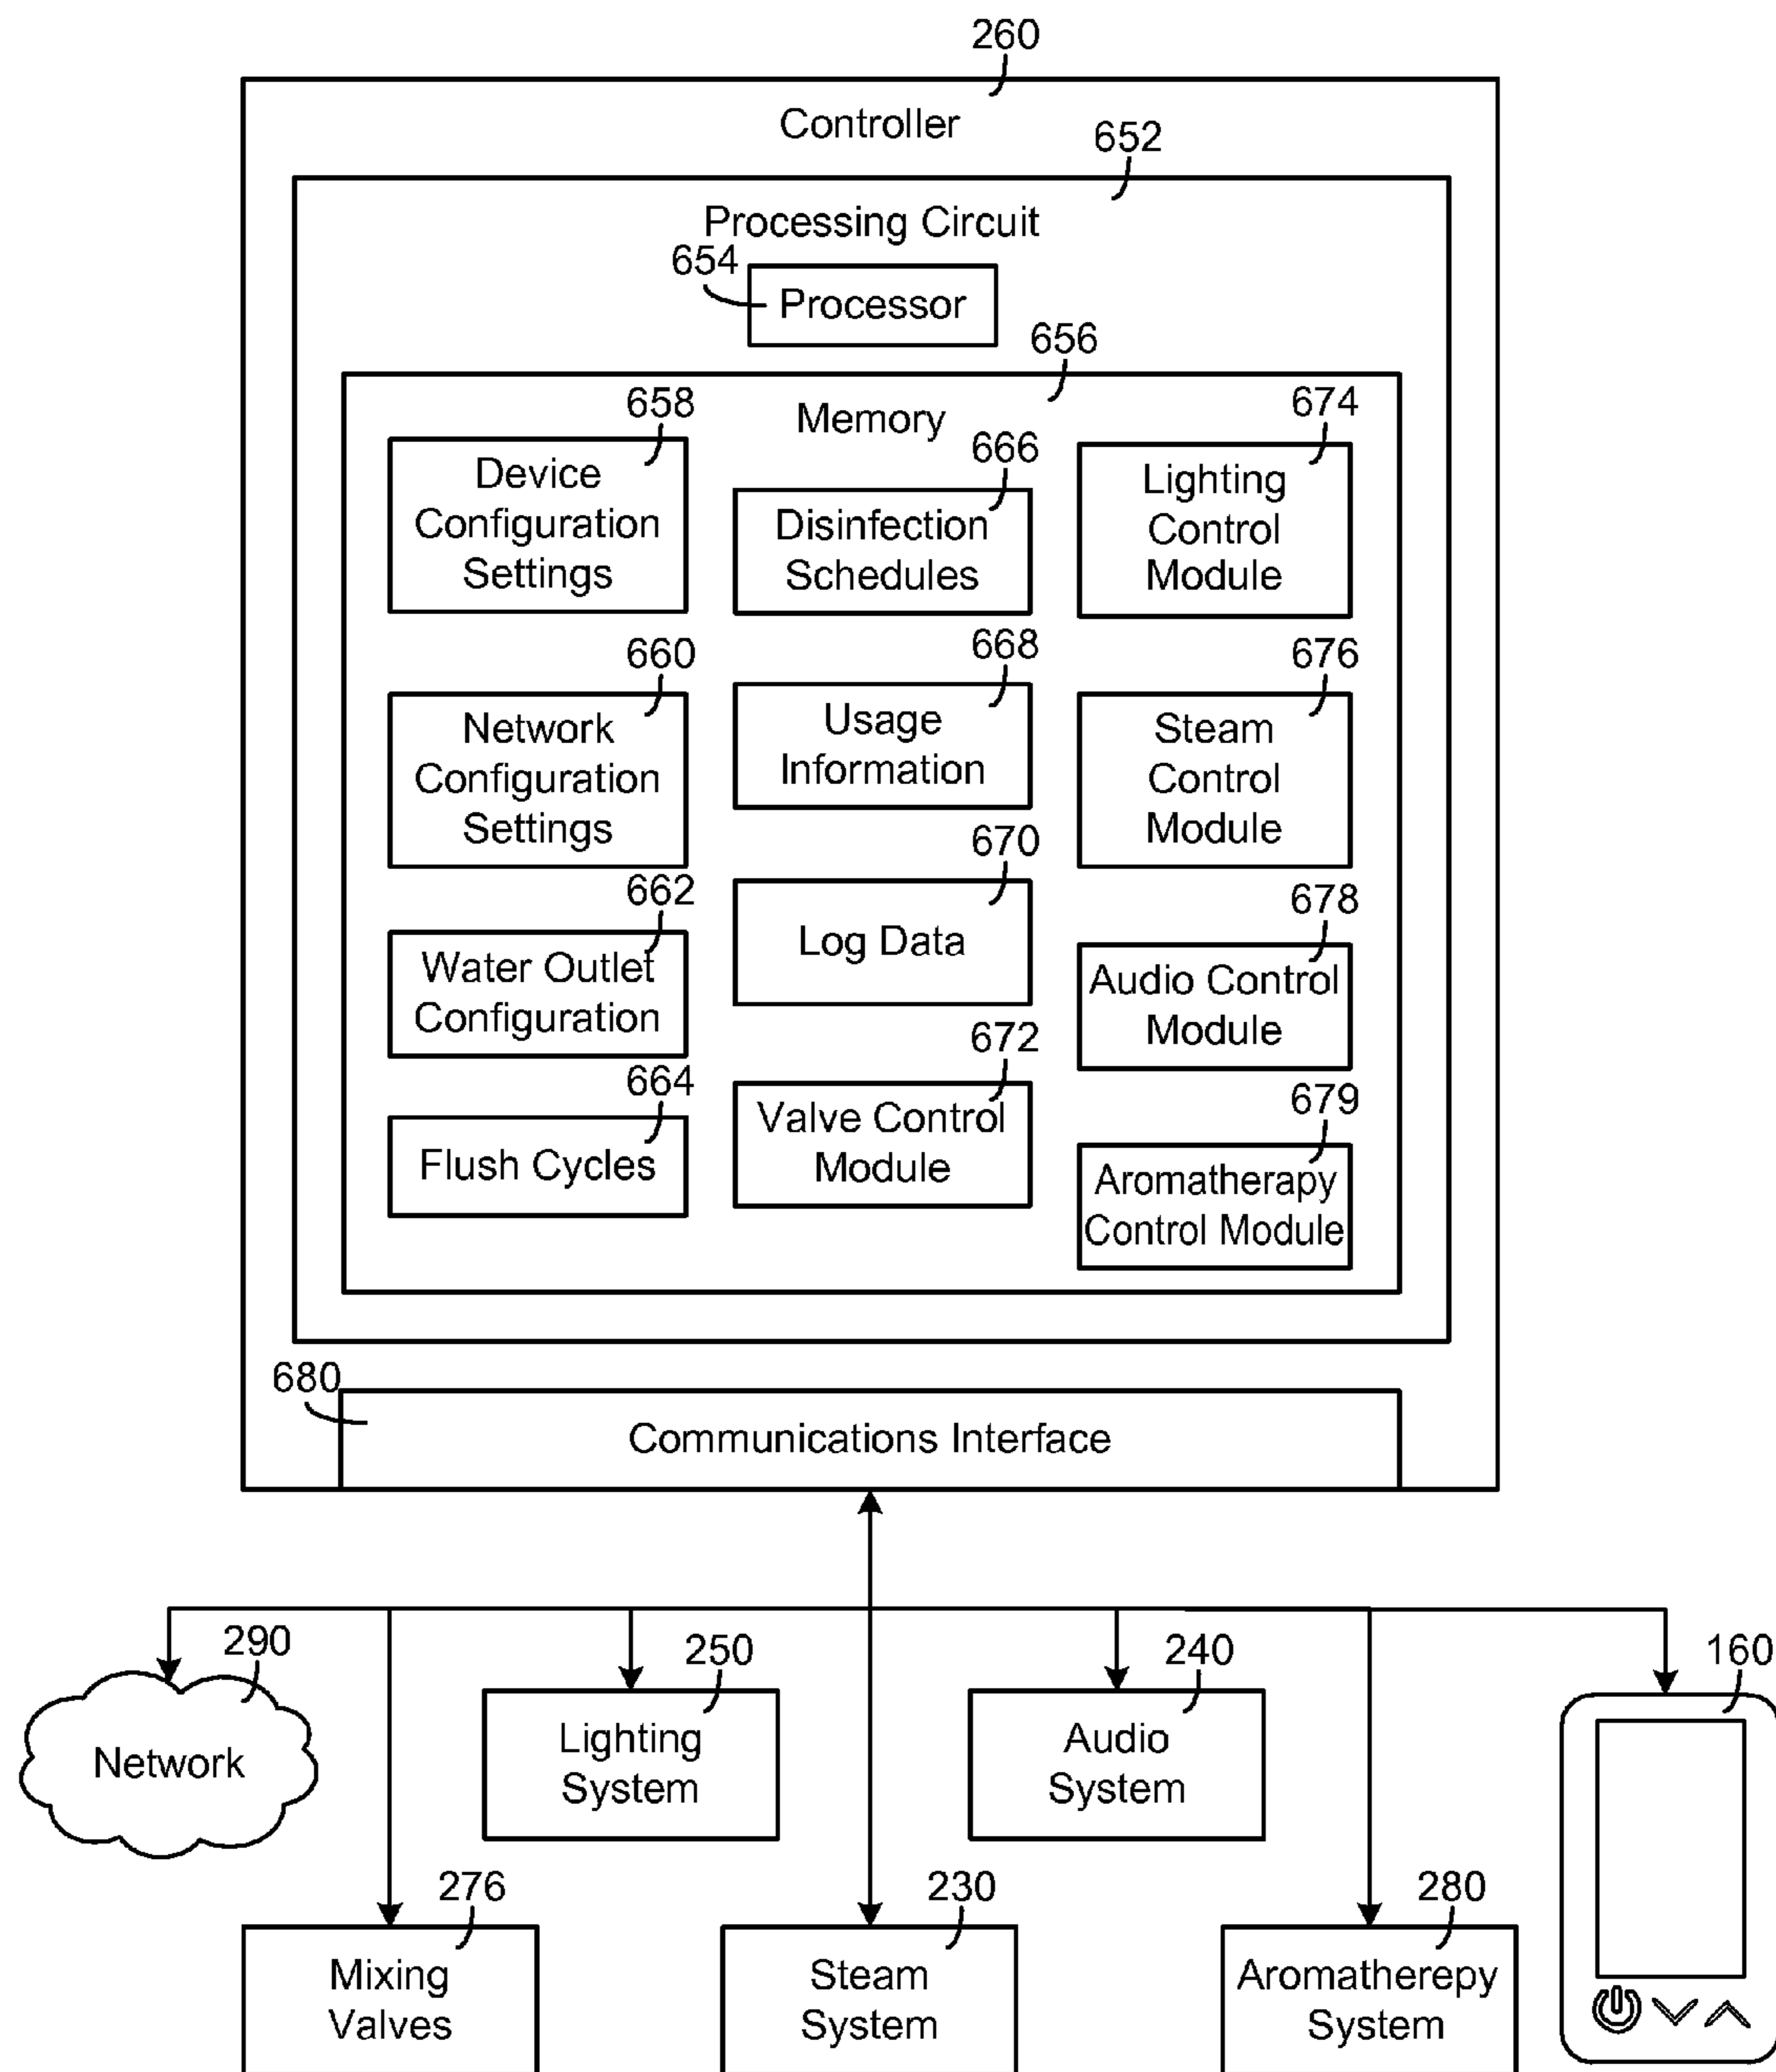 260
Controller
652
Processing Circuit
654
Processor
656
Memory
658
Device
Configuration
Settings
660
Network
Configuration
Settings
662
Water Outlet
Configuration
664
Flush Cycles
666
Disinfection
Schedules
668
Usage
Information
670
Log Data
672
Valve Control
Module
674
Lighting
Control
Module
676
Steam
Control
Module
678
Audio Control
Module
679
Aromatherapy
Control Module
680
Communications Interface
290
Network
250
Lighting
System
240
Audio
System
160
276
Mixing
Valves
230
Steam
System
280
Aromatherepy
System